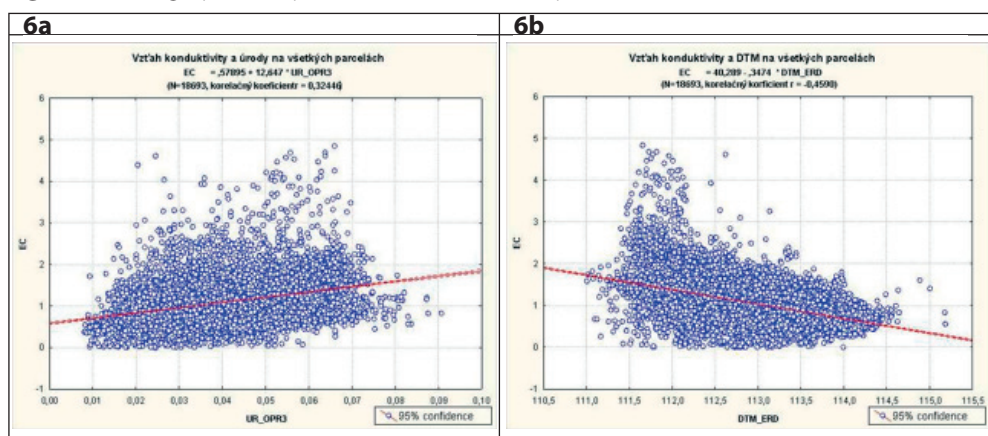 6a
Vzťah konduktivity a úrody na všetkých parcelách
EC = ,57895 + 12,647 * UR_OPR3
(N=18693, korelačný koeficientr = 0,32446)
6
5
4
3
2
1
0
-1
EC
0,00 0,01 0,02 0,03 0,04 0,05 0,06 0,07 0,08 0,09 0,10
UR_OPR3
95% confidence
6b
Vzťah konduktivity a DTM na všetkých parcelách
EC = 40,289 - ,3474 * DTM_ERD
(N=18693, korelačný korficient r = -0,4590)
6
5
4
3
2
1
0
-1
EC
110,5 111,0 111,5 112,0 112,5 113,0 113,5 114,0 114,5 115,0 115,5
DTM_ERD
95% confidence